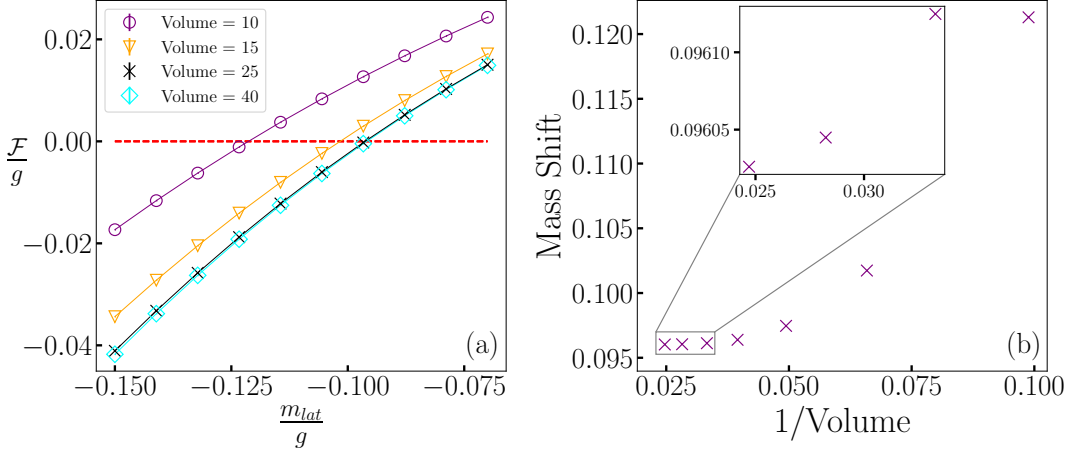 0.02
0.00
−0.02
−0.04
ℱ/g
Volume = 10
Volume = 15
Volume = 25
Volume = 40
(a)
−0.150
−0.125
−0.100
−0.075
m_lat/g
0.120
0.115
0.110
0.105
0.100
0.095
Mass Shift
0.09610
0.09605
0.025
0.030
(b)
0.025
0.050
0.075
0.100
1/Volume